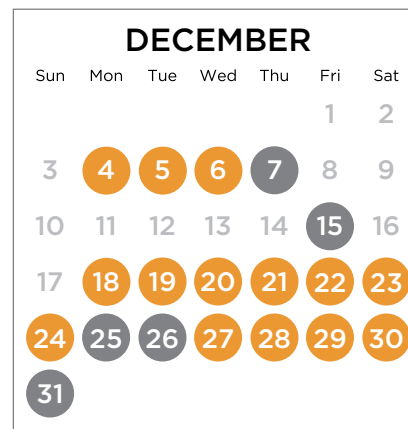 DECEMBER
Sun Mon Tue Wed Thu Fri Sat
1 2
3 4 5 6 7 8 9
10 11 12 13 14 15 16
17 18 19 20 21 22 23
24 25 26 27 28 29 30
31